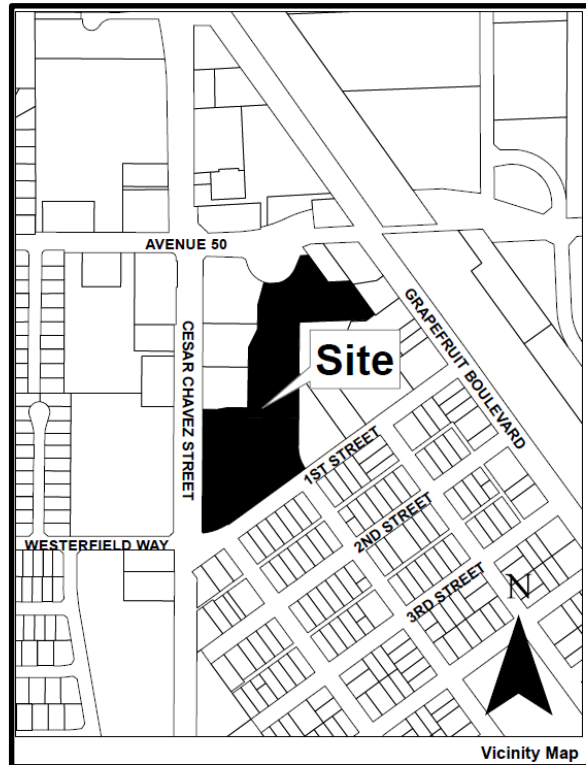 AVENUE 50
GRAPEFRUIT BOULEVARD
CESAR CHAVEZ STREET
Site
1ST STREET
2ND STREET
WESTERFIELD WAY
3RD STREET
N
Vicinity Map